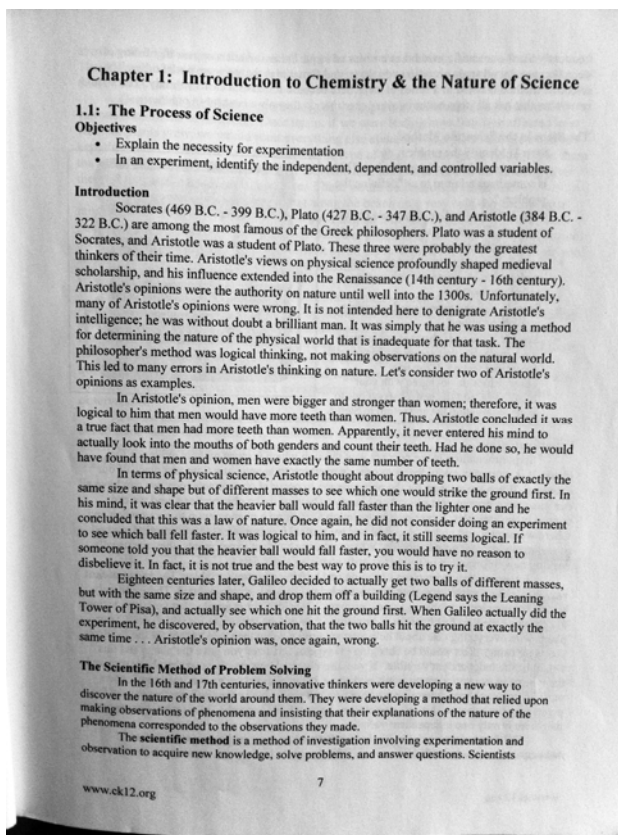 Chapter 1: Introduction to Chemistry & the Nature of Science
1.1: The Process of Science
Objectives
• Explain the necessity for experimentation
• In an experiment, identify the independent, dependent, and controlled variables.
Introduction
Socrates (469 B.C. - 399 B.C.), Plato (427 B.C. - 347 B.C.), and Aristotle (384 B.C. -
322 B.C.) are among the most famous of the Greek philosophers. Plato was a student of
Socrates, and Aristotle was a student of Plato. These three were probably the greatest
thinkers of their time. Aristotle's views on physical science profoundly shaped medieval
scholarship, and his influence extended into the Renaissance (14th century - 16th century).
Aristotle's opinions were the authority on nature until well into the 1300s. Unfortunately,
many of Aristotle's opinions were wrong. It is not intended here to denigrate Aristotle's
intelligence; he was without doubt a brilliant man. It was simply that he was using a method
for determining the nature of the physical world that is inadequate for that task. The
philosopher's method was logical thinking, not making observations on the natural world.
This led to many errors in Aristotle's thinking on nature. Let's consider two of Aristotle's
opinions as examples.
In Aristotle's opinion, men were bigger and stronger than women; therefore, it was
logical to him that men would have more teeth than women. Thus, Aristotle concluded it was
a true fact that men had more teeth than women. Apparently, it never entered his mind to
actually look into the mouths of both genders and count their teeth. Had he done so, he would
have found that men and women have exactly the same number of teeth.
In terms of physical science, Aristotle thought about dropping two balls of exactly the
same size and shape but of different masses to see which one would strike the ground first. In
his mind, it was clear that the heavier ball would fall faster than the lighter one and he
concluded that this was a law of nature. Once again, he did not consider doing an experiment
to see which ball fell faster. It was logical to him, and in fact, it still seems logical. If
someone told you that the heavier ball would fall faster, you would have no reason to
disbelieve it. In fact, it is not true and the best way to prove this is to try it.
Eighteen centuries later, Galileo decided to actually get two balls of different masses,
but with the same size and shape, and drop them off a building (Legend says the Leaning
Tower of Pisa), and actually see which one hit the ground first. When Galileo actually did the
experiment, he discovered, by observation, that the two balls hit the ground at exactly the
same time . . . Aristotle's opinion was, once again, wrong.
The Scientific Method of Problem Solving
In the 16th and 17th centuries, innovative thinkers were developing a new way to
discover the nature of the world around them. They were developing a method that relied upon
making observations of phenomena and insisting that their explanations of the nature of the
phenomena corresponded to the observations they made.
The scientific method is a method of investigation involving experimentation and
observation to acquire new knowledge, solve problems, and answer questions. Scientists
7
www.ck12.org